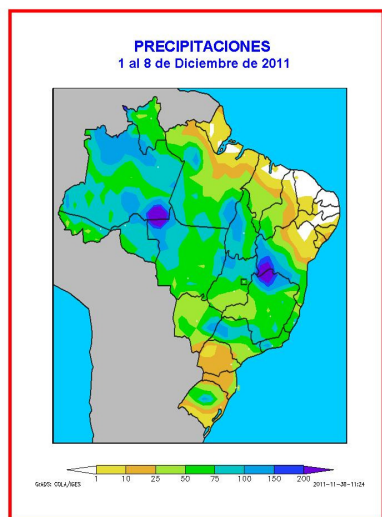 PRECIPITACIONES
1 al 8 de Diciembre de 2011
1 10 25 50 75 100 150 200
GrADS: COLA/IGES 2011-11-30-11:24